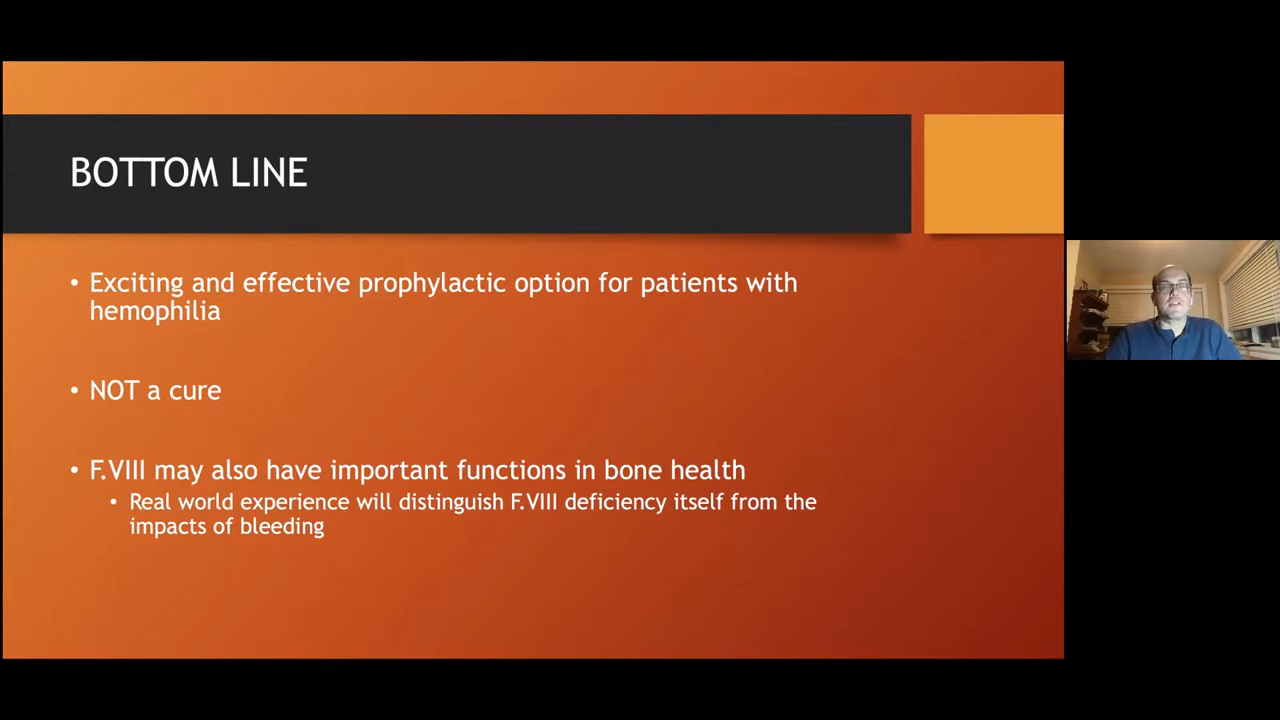 BOTTOM LINE
• Exciting and effective prophylactic option for patients with
hemophilia
• NOT a cure
• F.VIII may also have important functions in bone health
• Real world experience will distinguish F.VIII deficiency itself from the
impacts of bleeding